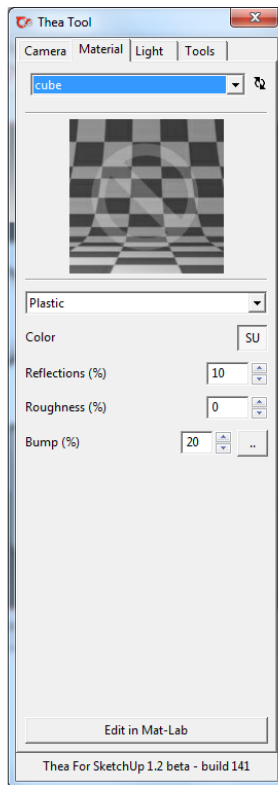 Thea Tool
Camera Material Light Tools
cube
Plastic
Color SU
Reflections (%) 10
Roughness (%) 0
Bump (%) 20 ..
Edit in Mat-Lab
Thea For SketchUp 1.2 beta - build 141